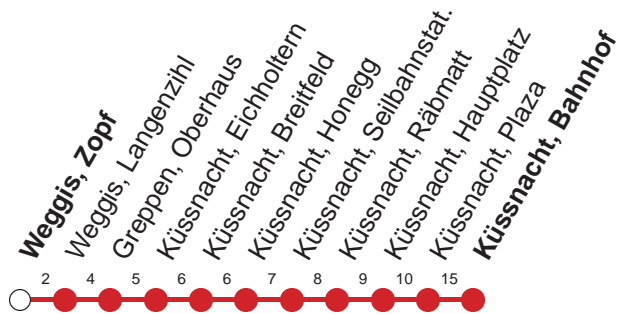 Weggis, Zopf
Weggis, Langenzihl
Greppen, Oberhaus
Küssnacht, Eichholtern
Küssnacht, Breitfeld
Küssnacht, Honegg
Küssnacht, Seilbahnstat.
Küssnacht, Räbmatt
Küssnacht, Hauptplatz
Küssnacht, Plaza
Küssnacht, Bahnhof
2 4 5 6 6 7 8 9 10 15